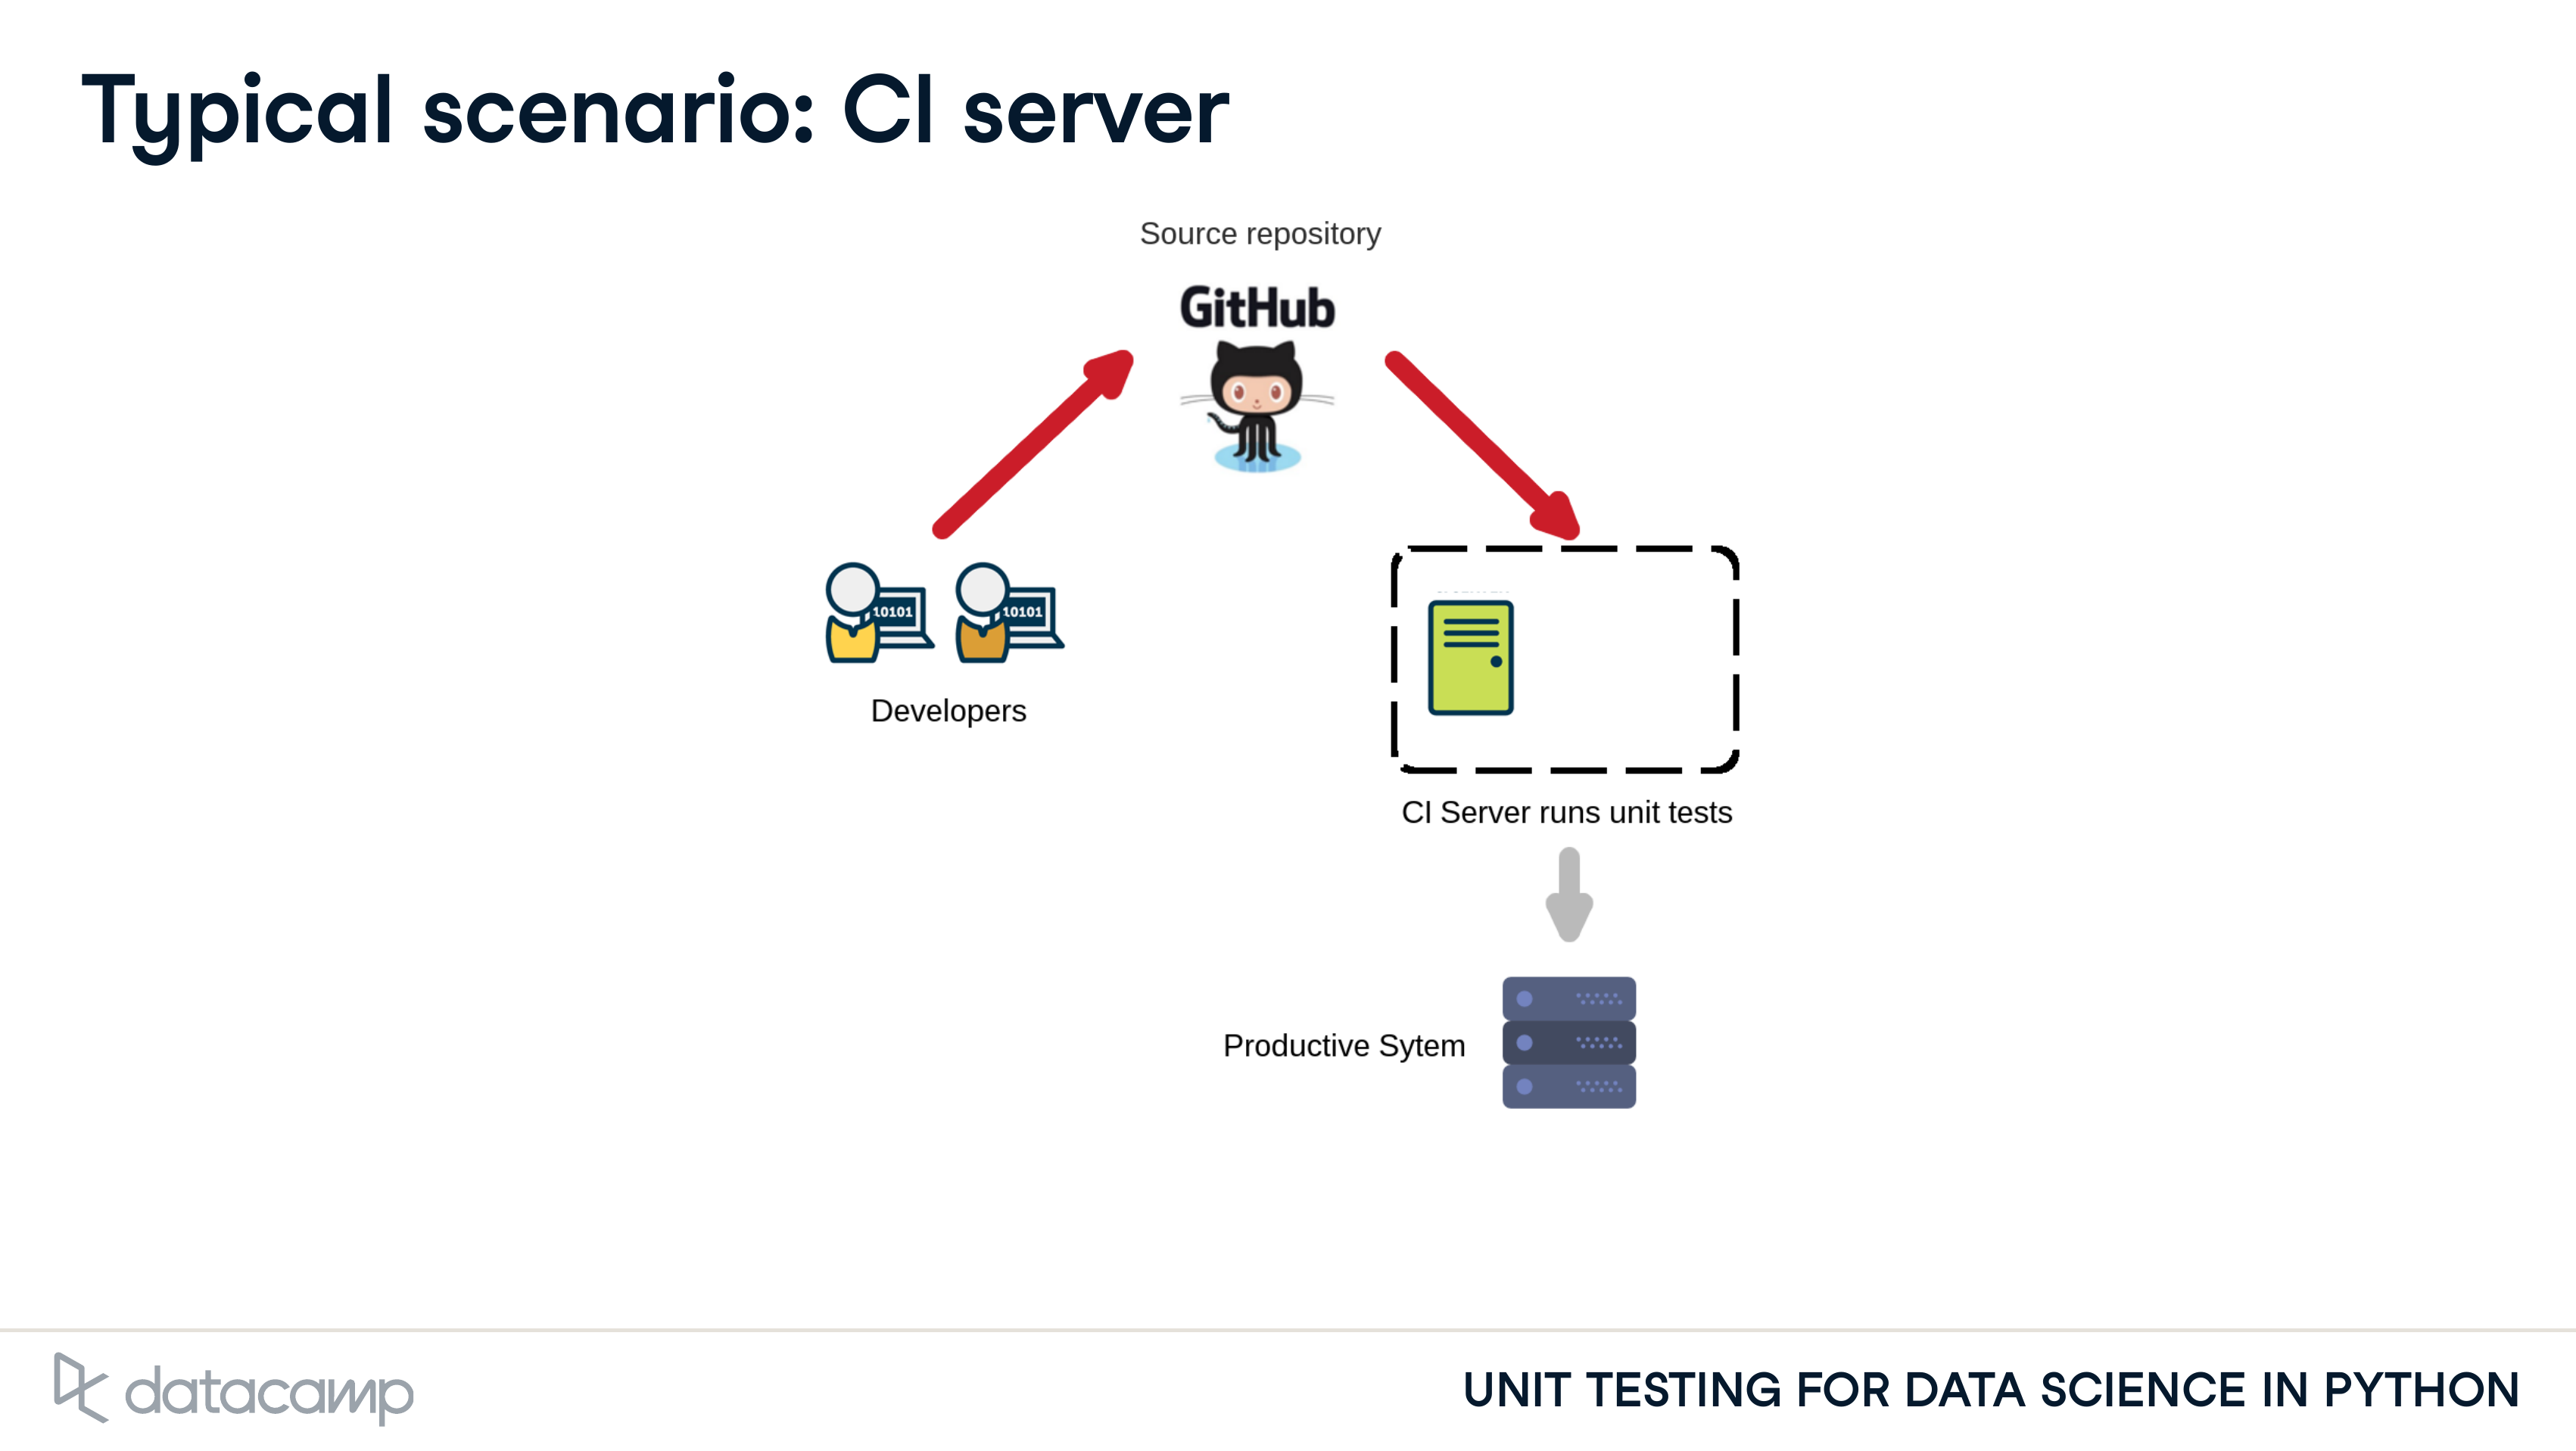 Typical scenario: CI server
Source repository
GitHub
10101
10101
Developers
CI Server runs unit tests
Productive Sytem
datacamp
UNIT TESTING FOR DATA SCIENCE IN PYTHON